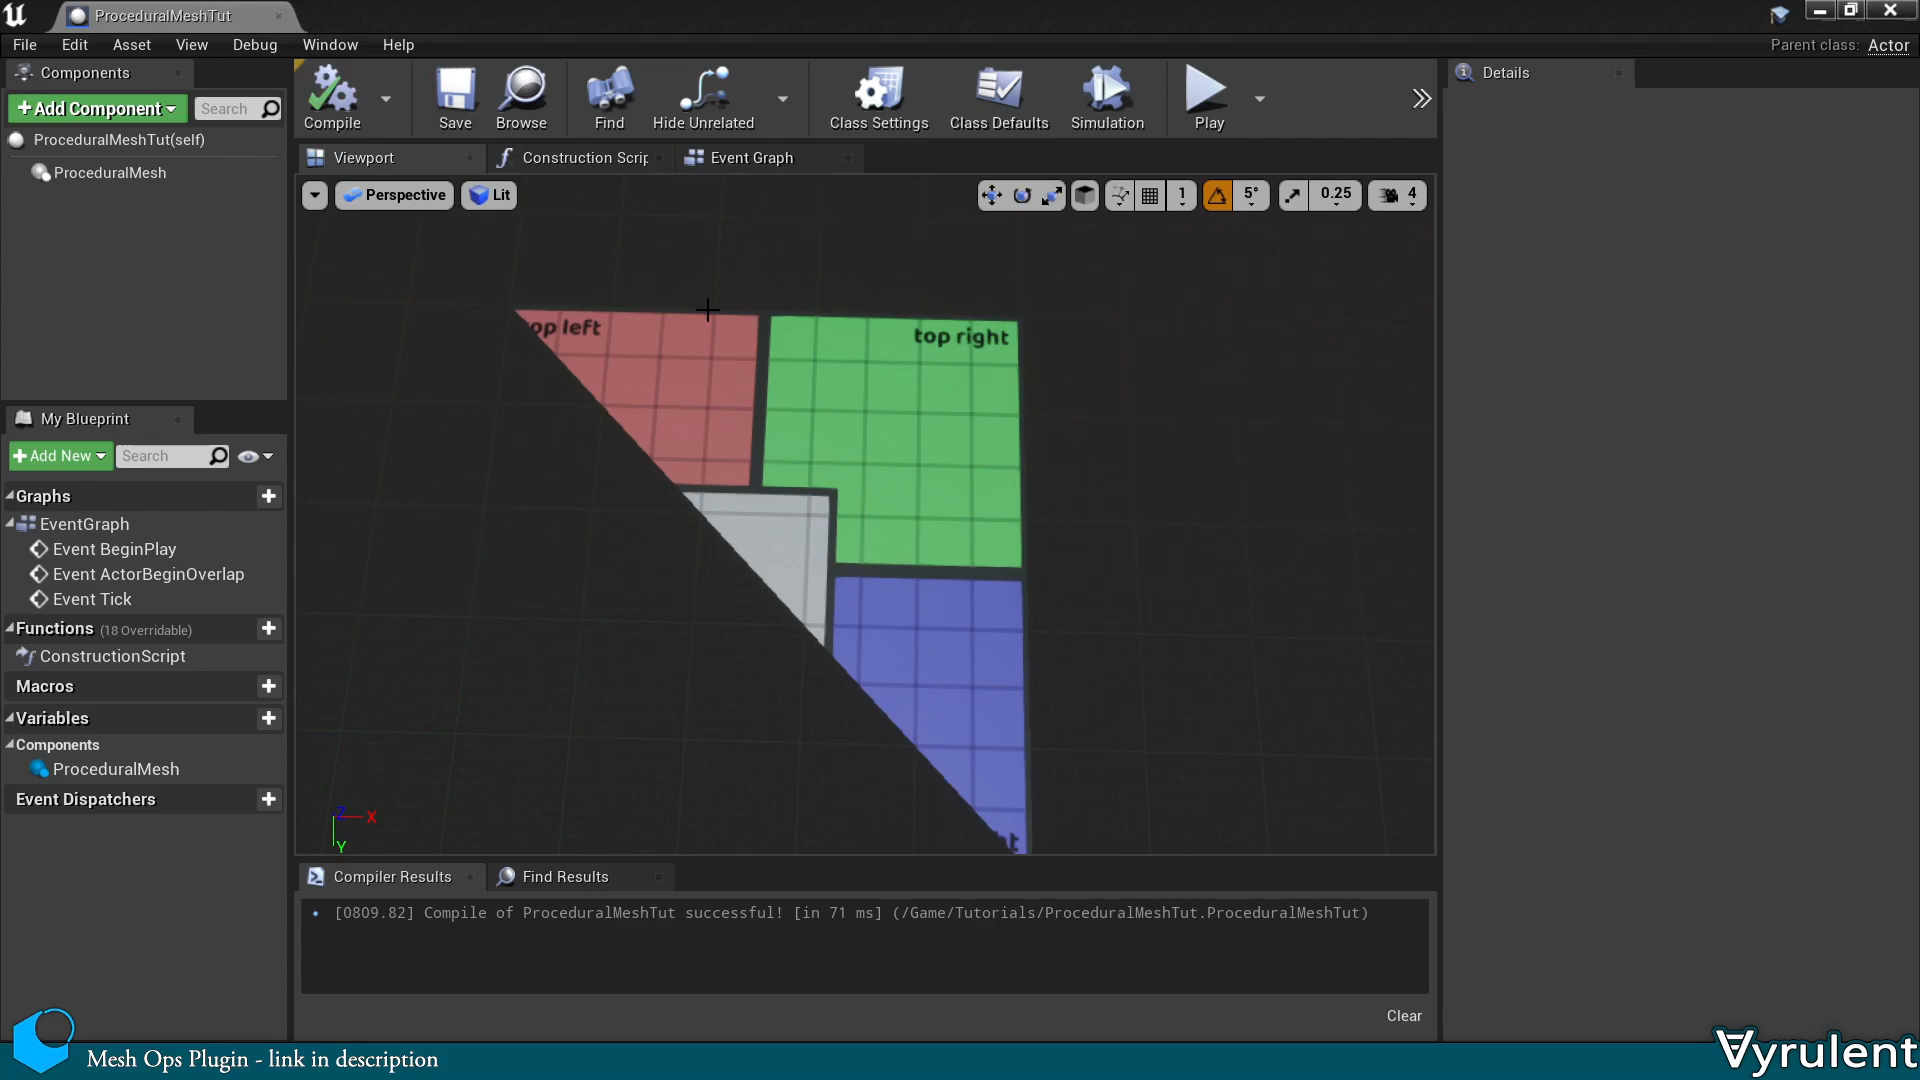 ProceduralMeshTut
File Edit Asset View Debug Window Help
Parent class: Actor
Components
Add Component
Search
ProceduralMeshTut(self)
ProceduralMesh
Compile
Save
Browse
Find
Hide Unrelated
Class Settings
Class Defaults
Simulation
Play
Details
Viewport
Construction Scrip
Event Graph
Perspective
Lit
1
5°
0.25
4
top left
top right
X
Z
Y
My Blueprint
Add New
Search
Graphs
EventGraph
Event BeginPlay
Event ActorBeginOverlap
Event Tick
Functions (18 Overridable)
ConstructionScript
Macros
Variables
Components
ProceduralMesh
Event Dispatchers
Compiler Results
Find Results
[0809.82] Compile of ProceduralMeshTut successful! [in 71 ms] (/Game/Tutorials/ProceduralMeshTut.ProceduralMeshTut)
Clear
Mesh Ops Plugin - link in description
Vyrulent